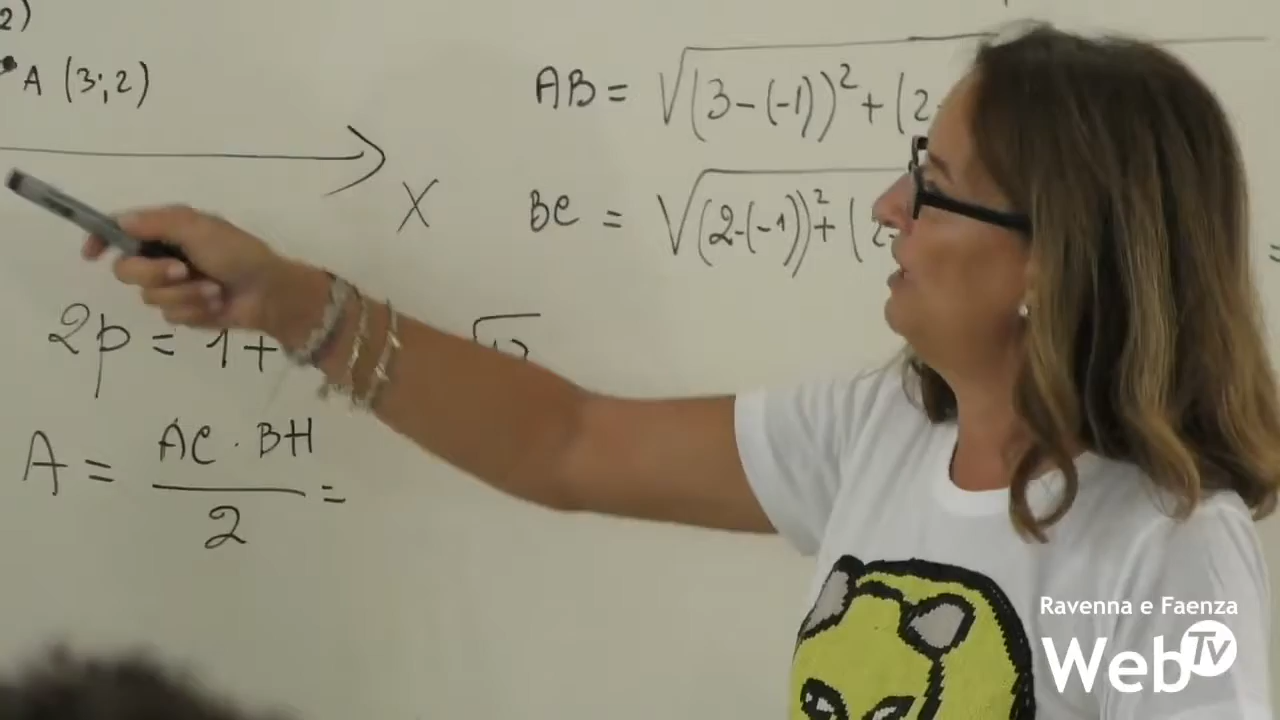 2)
A (3;2)
X
AB = √(3-(-1))²+(2-
BC = √(2-(-1))²+(2-
=
2p = 1+
A = AC · BH
2
=
Ravenna e Faenza
WebTv